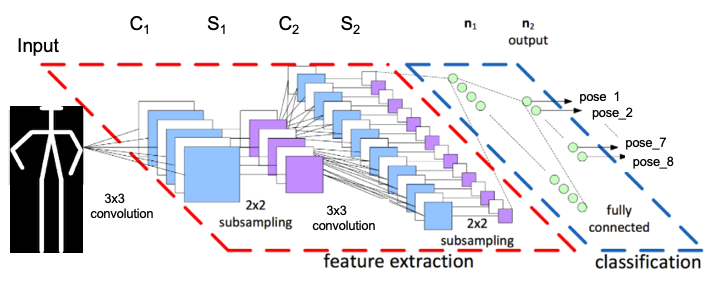 Input
C1
S1
C2
S2
n1
n2
output
pose_1
pose_2
pose_7
pose_8
3x3
convolution
2x2
subsampling
3x3
convolution
2x2
subsampling
fully
connected
feature extraction
classification